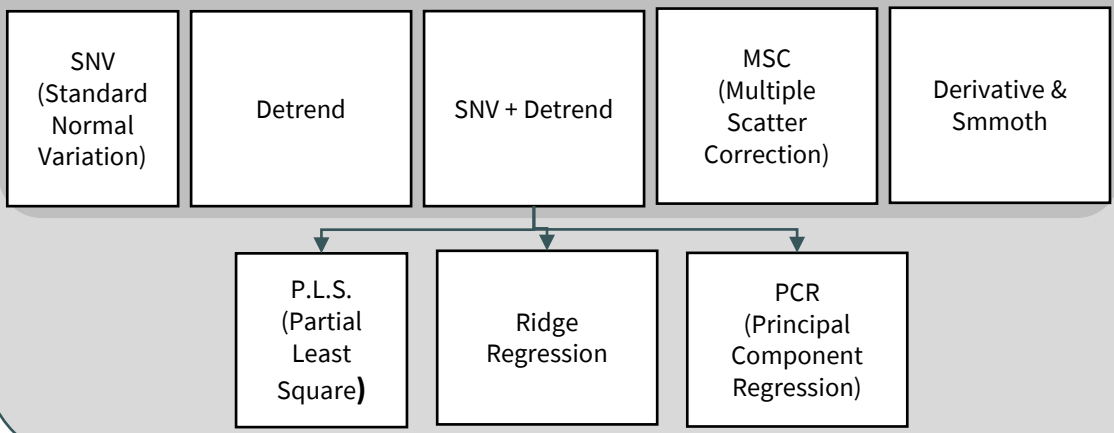 SNV
(Standard
Normal
Variation)
Detrend
SNV + Detrend
MSC
(Multiple
Scatter
Correction)
Derivative &
Smmoth
P.L.S.
(Partial
Least
Square)
Ridge
Regression
PCR
(Principal
Component
Regression)